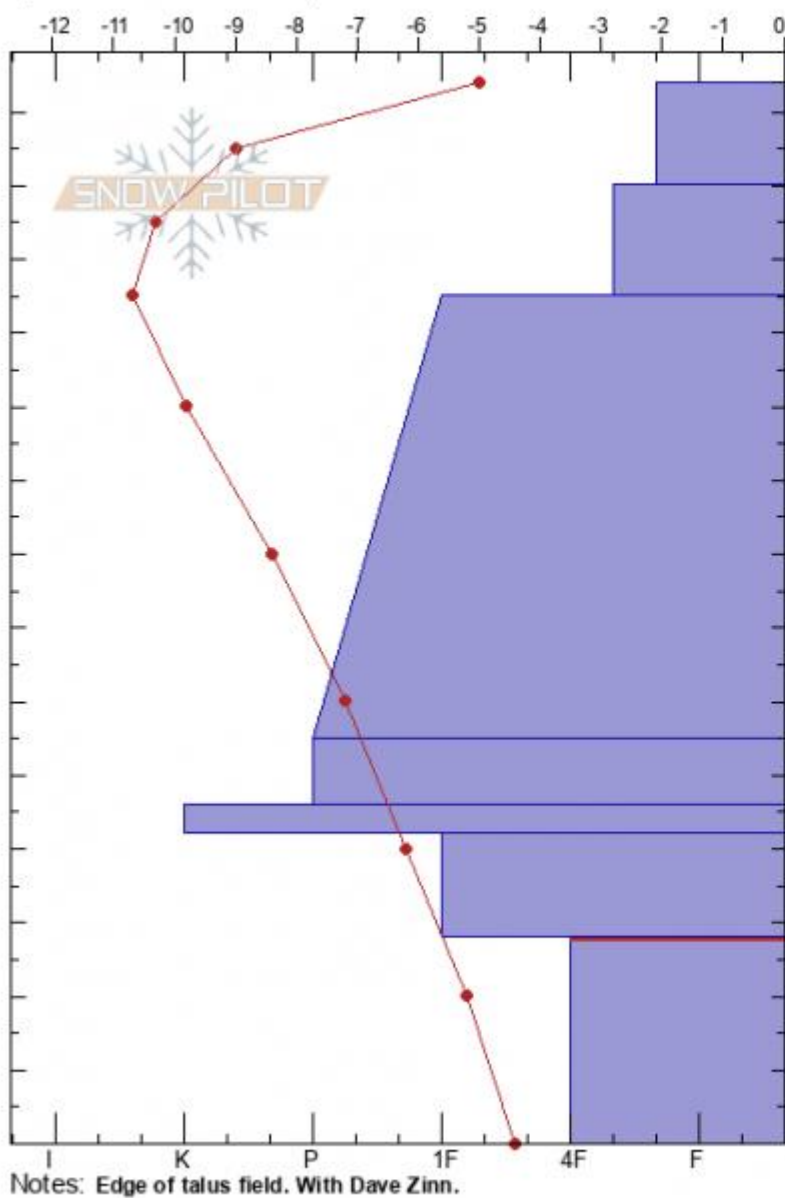 -12 -11 -10 -9 -8 -7 -6 -5 -4 -3 -2 -1 0
SNOW PILOT
I K P 1F 4F F
Notes: Edge of talus field. With Dave Zinn.